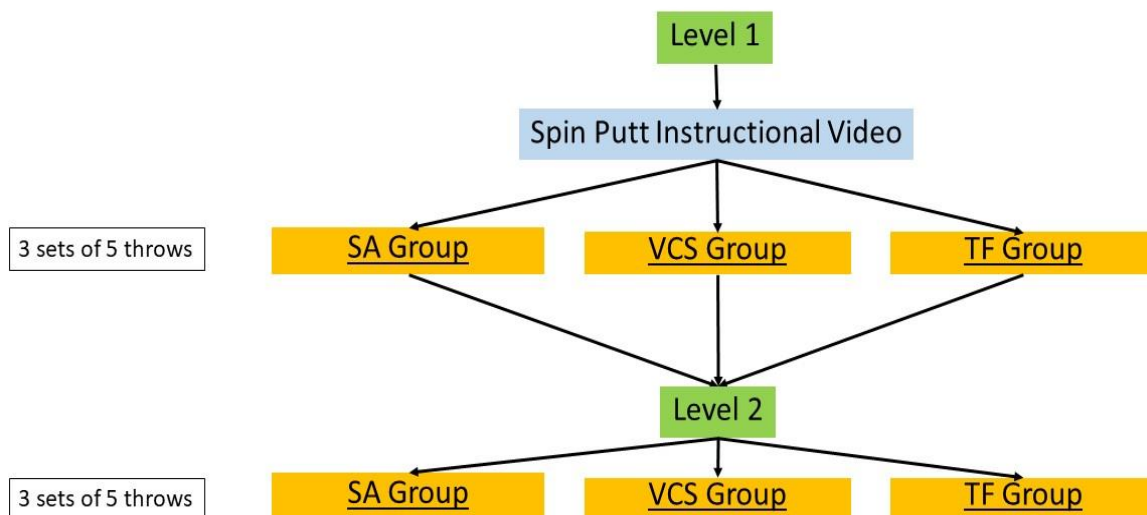 Level 1
Spin Putt Instructional Video
3 sets of 5 throws
SA Group
VCS Group
TF Group
Level 2
3 sets of 5 throws
SA Group
VCS Group
TF Group